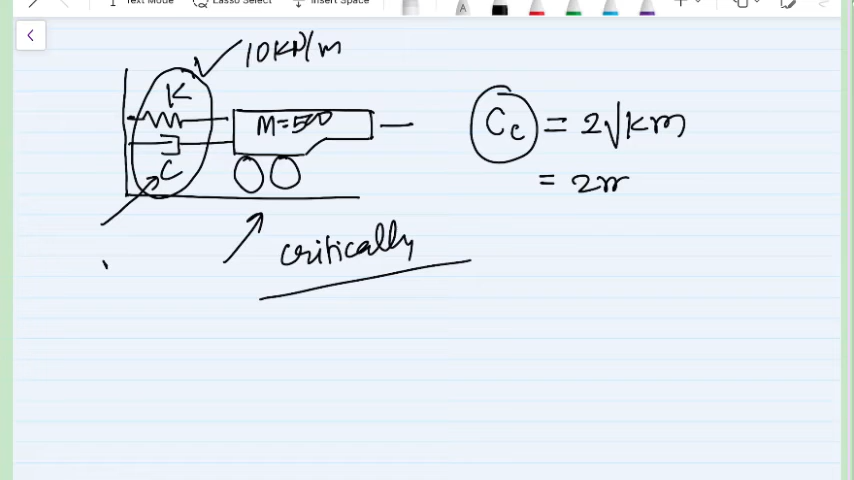 Text Mode
Lasso Select
Insert Space
A
10KN/m
K
M=500
C
Cc = 2√km
= 2m
critically